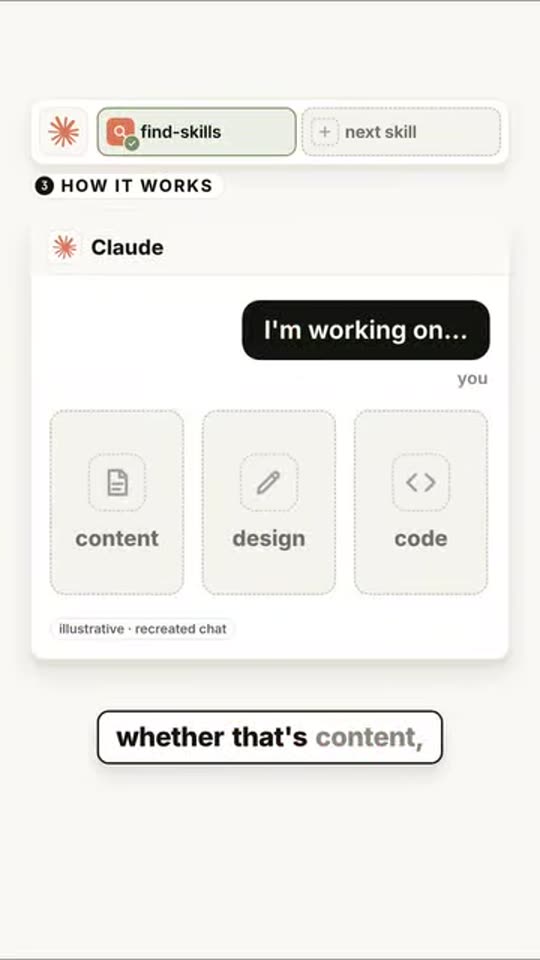 find-skills
+ next skill
3 HOW IT WORKS
Claude
I'm working on...
you
content
design
code
illustrative · recreated chat
whether that's content,